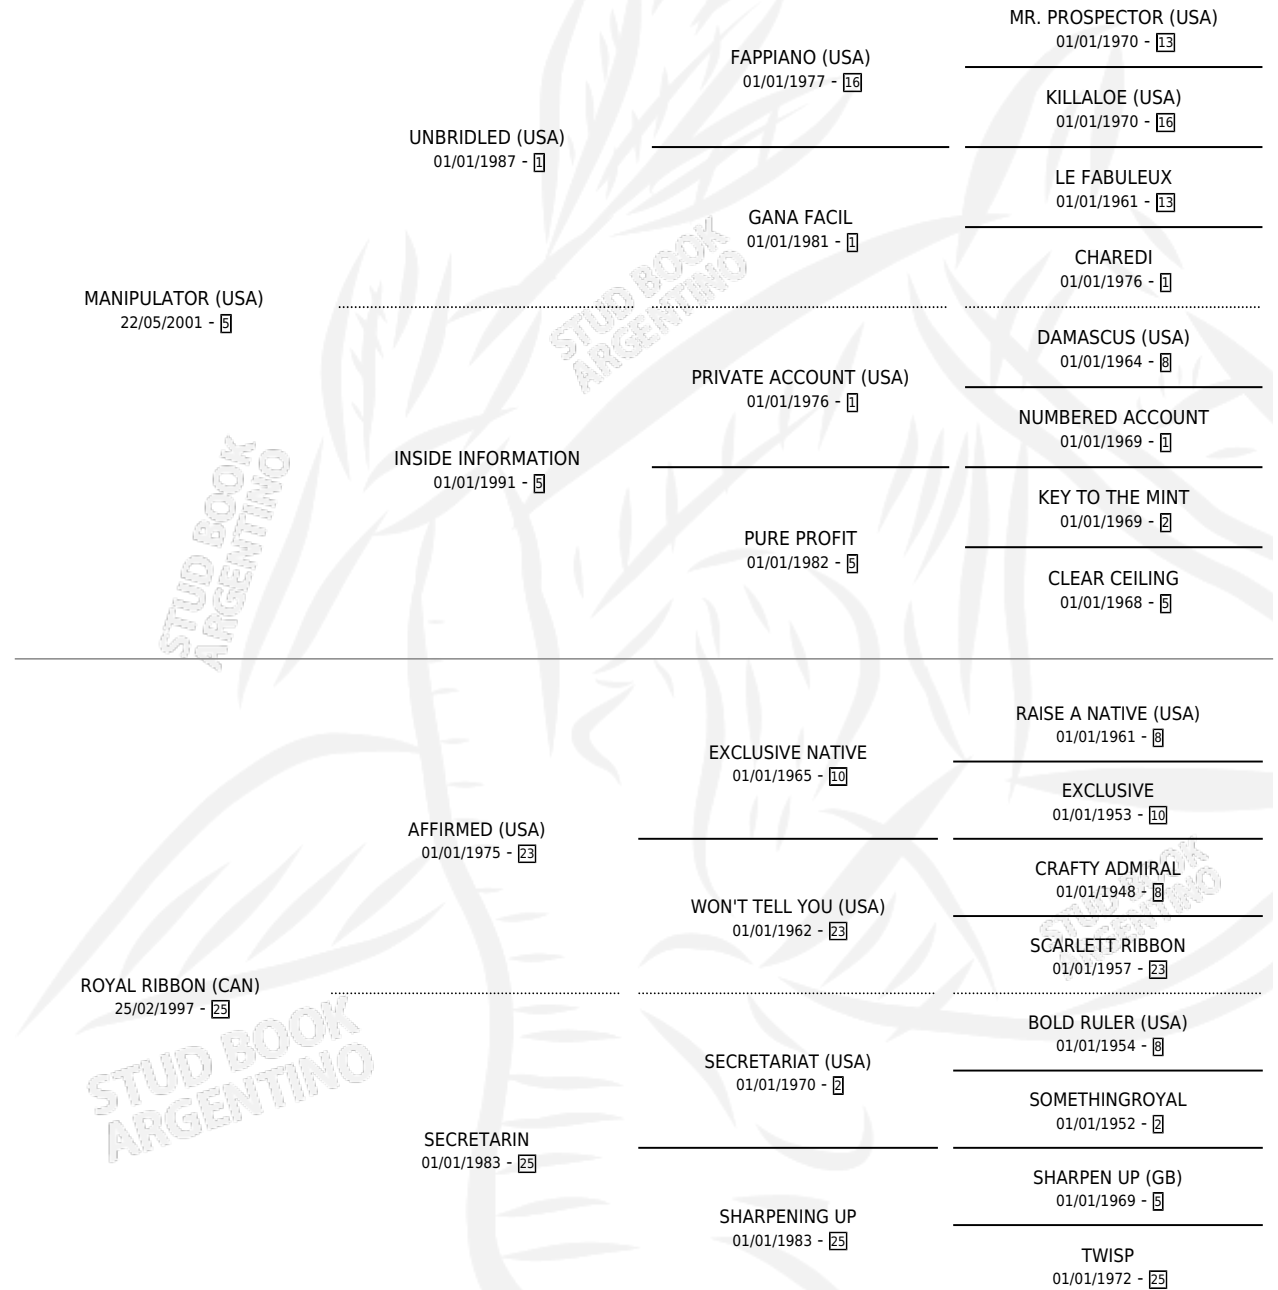 MR. PROSPECTOR (USA)
01/01/1970 - 13
FAPPIANO (USA)
01/01/1977 - 16
KILLALOE (USA)
01/01/1970 - 16
UNBRIDLED (USA)
01/01/1987 - 1
LE FABULEUX
01/01/1961 - 13
GANA FACIL
01/01/1981 - 1
CHAREDI
01/01/1976 - 1
MANIPULATOR (USA)
22/05/2001 - 5
DAMASCUS (USA)
01/01/1964 - 8
PRIVATE ACCOUNT (USA)
01/01/1976 - 1
NUMBERED ACCOUNT
01/01/1969 - 1
INSIDE INFORMATION
01/01/1991 - 5
KEY TO THE MINT
01/01/1969 - 2
PURE PROFIT
01/01/1982 - 5
CLEAR CEILING
01/01/1968 - 5
RAISE A NATIVE (USA)
01/01/1961 - 8
EXCLUSIVE NATIVE
01/01/1965 - 10
EXCLUSIVE
01/01/1953 - 10
AFFIRMED (USA)
01/01/1975 - 23
CRAFTY ADMIRAL
01/01/1948 - 8
WON'T TELL YOU (USA)
01/01/1962 - 23
SCARLETT RIBBON
01/01/1957 - 23
ROYAL RIBBON (CAN)
25/02/1997 - 25
BOLD RULER (USA)
01/01/1954 - 8
SECRETARIAT (USA)
01/01/1970 - 2
SOMETHINGROYAL
01/01/1952 - 2
SECRETARIN
01/01/1983 - 25
SHARPEN UP (GB)
01/01/1969 - 5
SHARPENING UP
01/01/1983 - 25
TWISP
01/01/1972 - 25
STUD BOOK
ARGENTINO
STUD BOOK
ARGENTINO
STUD BOOK
ARGENTINO
STUD BOOK
ARGENTINO